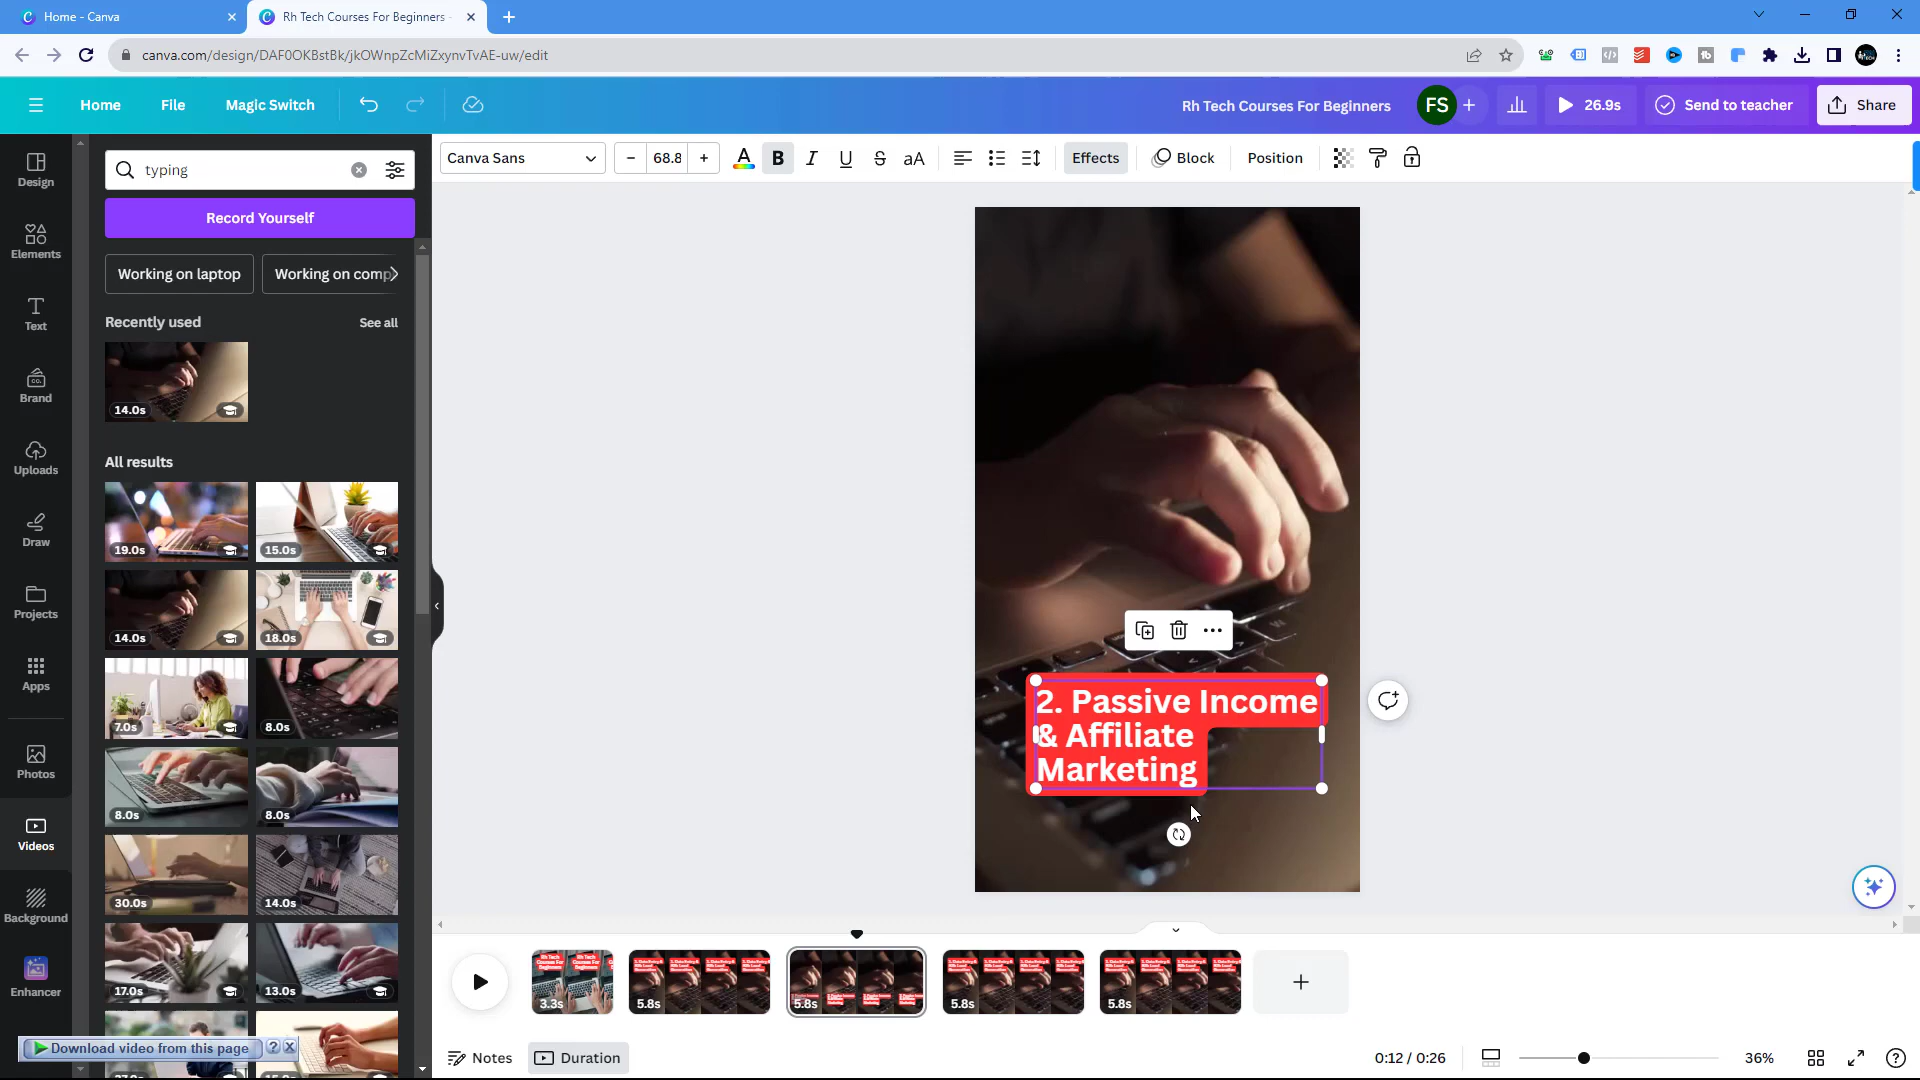 Home - Canva
Rh Tech Courses For Beginners -
canva.com/design/DAF0OKBstBk/jkOWnpZcMiZxynvTvAE-uw/edit
Home
File
Magic Switch
Rh Tech Courses For Beginners
FS
26.9s
Send to teacher
Share
Canva Sans
68.8
A
B
I
U
S
aA
Effects
Block
Position
Design
Elements
Text
Brand
Uploads
Draw
Projects
Apps
Photos
Videos
Background
Enhancer
typing
Record Yourself
Working on laptop
Working on comp
Recently used
See all
14.0s
All results
19.0s
15.0s
14.0s
18.0s
7.0s
8.0s
8.0s
8.0s
30.0s
14.0s
17.0s
13.0s
Download video from this page
2. Passive Income
& Affiliate
Marketing
3.3s
5.8s
5.8s
5.8s
5.8s
Notes
Duration
0:12 / 0:26
36%